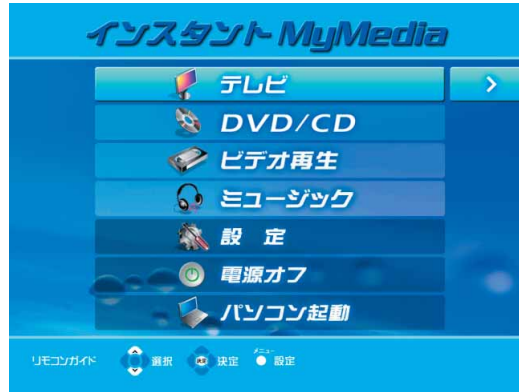 インスタント MyMedia
テレビ
DVD/CD
ビデオ再生
ミュージック
設 定
電源オフ
パソコン起動
リモコンガイド 選択 決定 決定 メニュー 設定